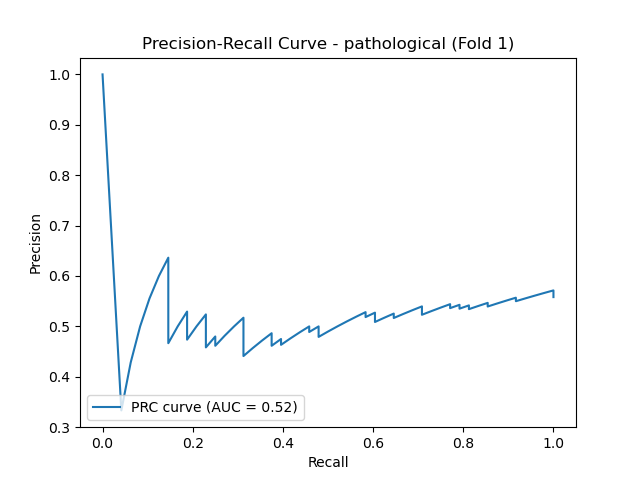 Precision-Recall Curve - pathological (Fold 1)
1.0
0.9
0.8
0.7
0.6
0.5
0.4
0.3
Precision
PRC curve (AUC = 0.52)
0.0 0.2 0.4 0.6 0.8 1.0
Recall